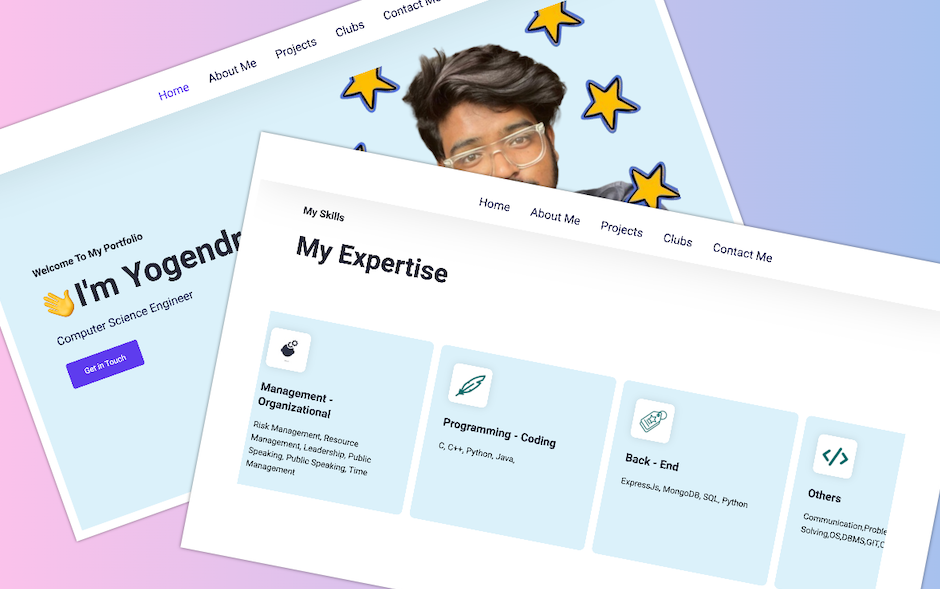 Home
About Me
Projects
Clubs
Contact Me
Welcome To My Portfolio
👋I'm Yogendr
Computer Science Engineer
Get in Touch
Home
About Me
Projects
Clubs
Contact Me
My Skills
My Expertise
Management -
Organizational
Risk Management, Resource
Management, Leadership, Public
Speaking, Public Speaking, Time
Management
Programming - Coding
C, C++, Python, Java,
Back - End
ExpressJs, MongoDB, SQL, Python
Others
Communication,Proble
Solving,OS,DBMS,GIT,C